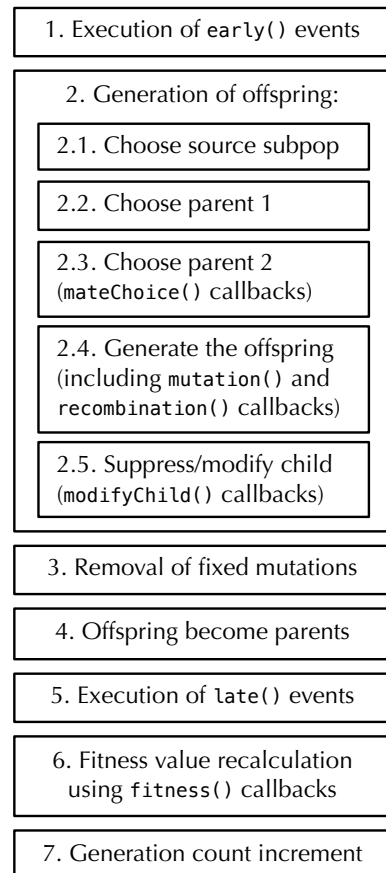 1. Execution of early() events
2. Generation of offspring:
2.1. Choose source subpop
2.2. Choose parent 1
2.3. Choose parent 2
(mateChoice() callbacks)
2.4. Generate the offspring
(including mutation() and
recombination() callbacks)
2.5. Suppress/modify child
(modifyChild() callbacks)
3. Removal of fixed mutations
4. Offspring become parents
5. Execution of late() events
6. Fitness value recalculation
using fitness() callbacks
7. Generation count increment